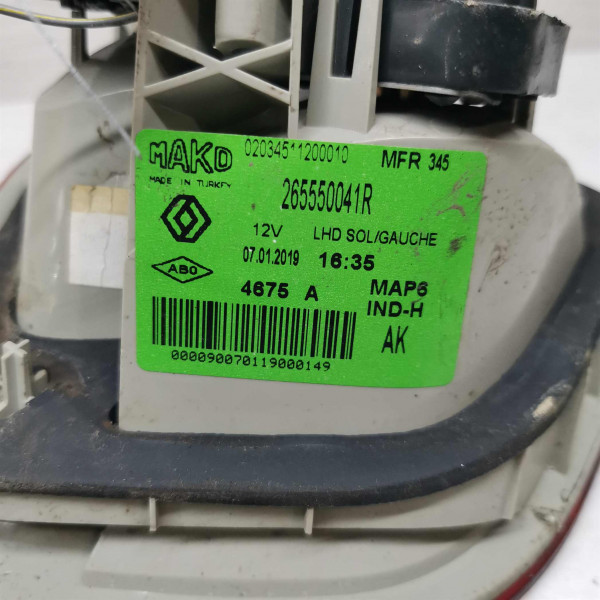 MAKO 02034511200010 MFR 345
MADE IN TURKEY
265550041R
12V LHD SOL/GAUCHE
07.01.2019 16:35
ABO
4675 A MAP6
IND-H
AK
000090070119000149